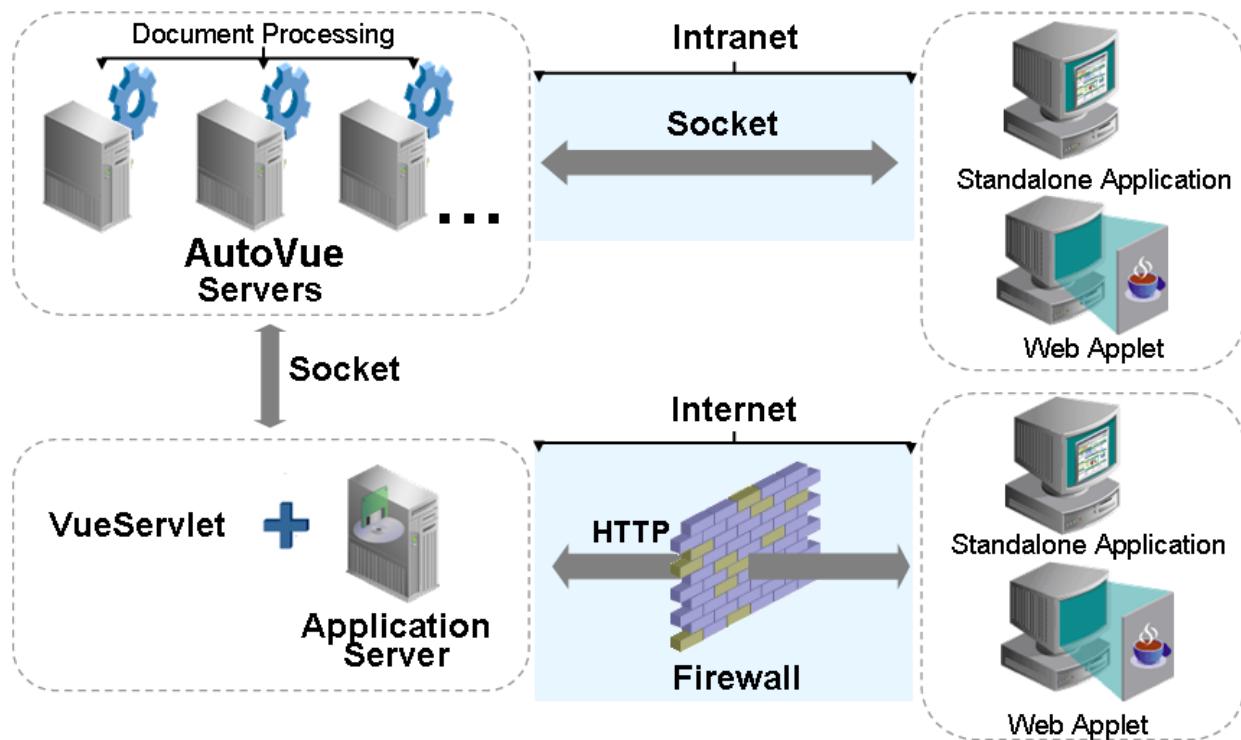 Document Processing
AutoVue
Servers
Intranet
Socket
Standalone Application
Web Applet
Socket
VueServlet
Application
Server
Internet
HTTP
Firewall
Standalone Application
Web Applet